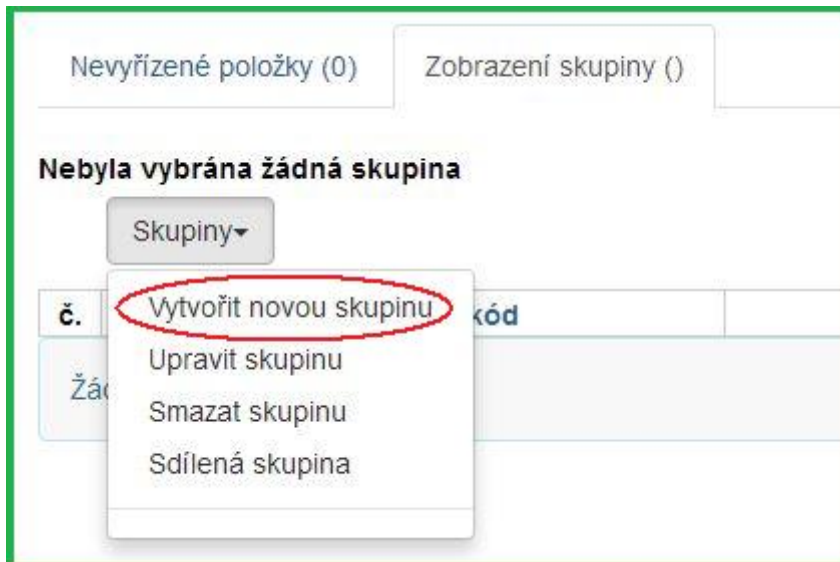 Nevyřízené položky (0) Zobrazení skupiny ()
Nebyla vybrána žádná skupina
Skupiny
č. kód
Vytvořit novou skupinu
Upravit skupinu
Smazat skupinu
Sdílená skupina